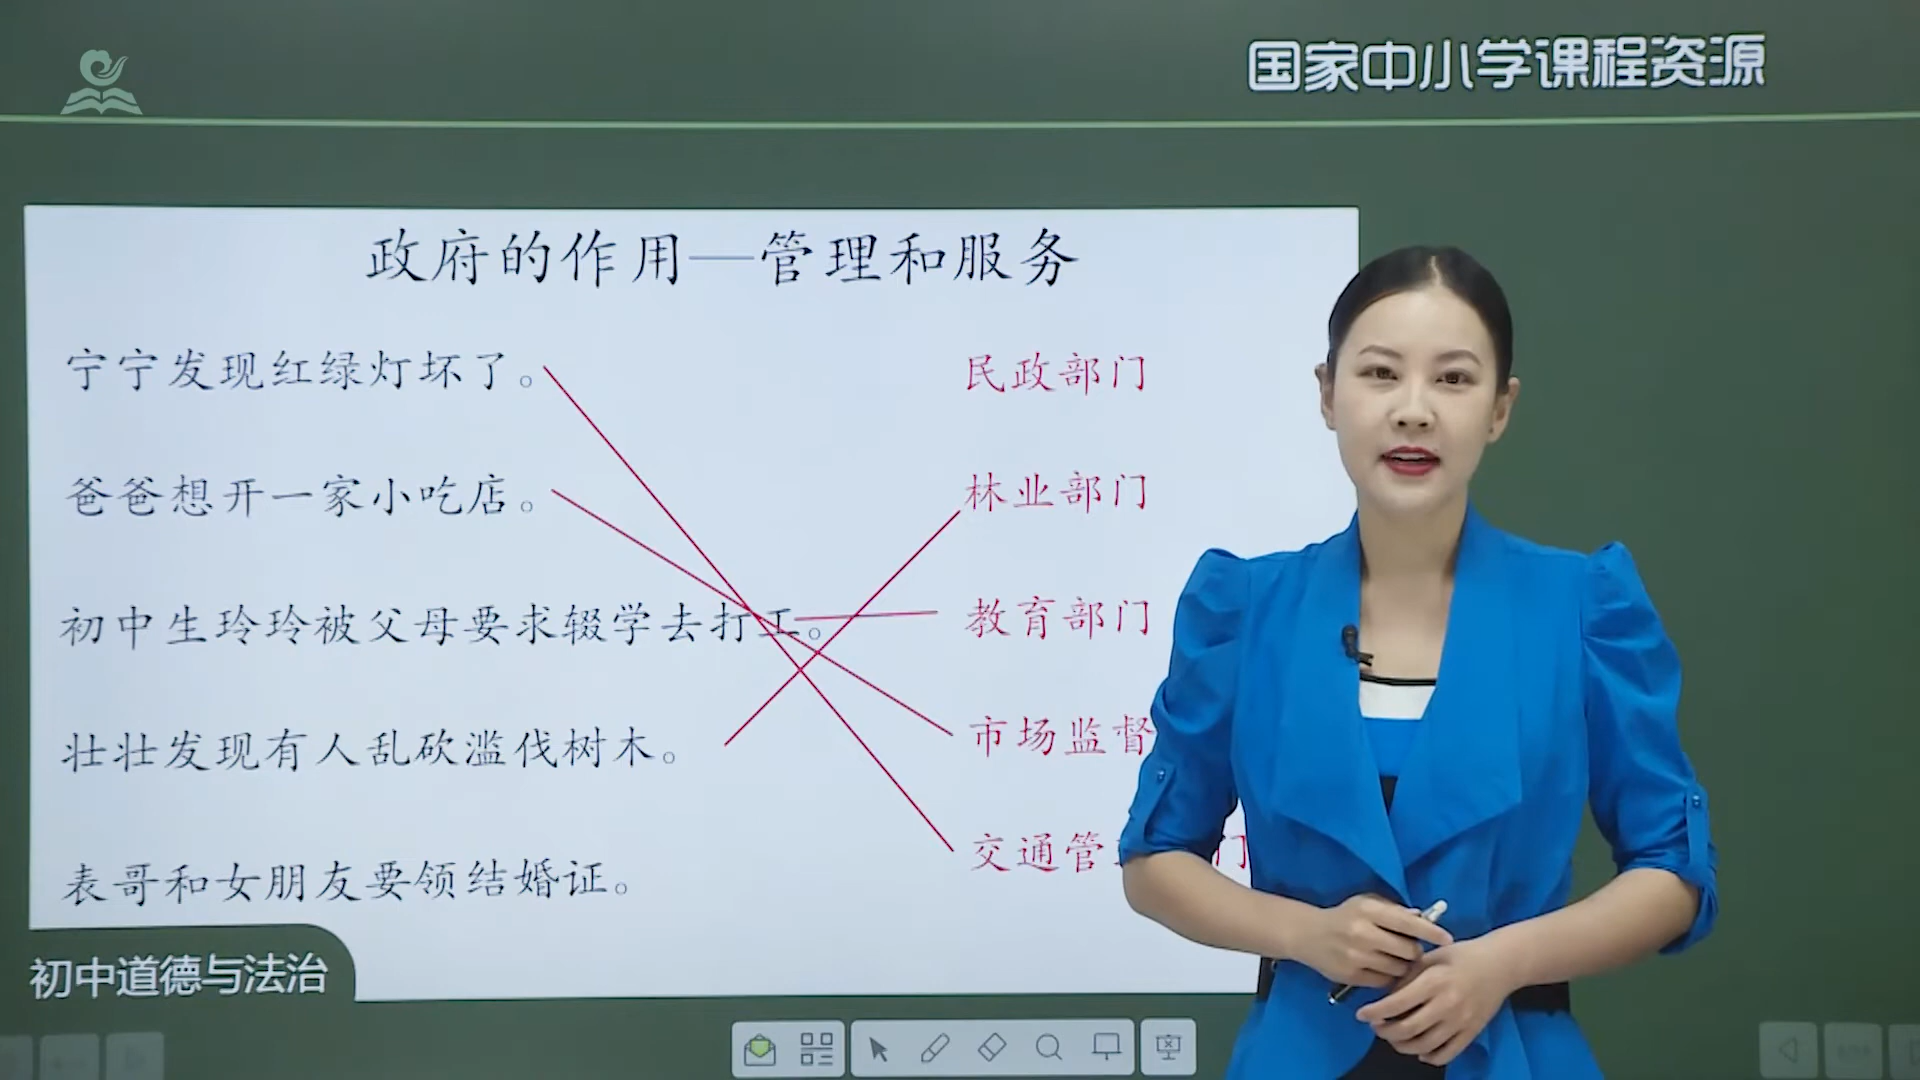 国家中小学课程资源
政府的作用—管理和服务
宁宁发现红绿灯坏了。
民政部门
爸爸想开一家小吃店。
林业部门
初中生玲玲被父母要求辍学去打工。
教育部门
壮壮发现有人乱砍滥伐树木。
市场监督
交通管 门
表哥和女朋友要领结婚证。
初中道德与法治